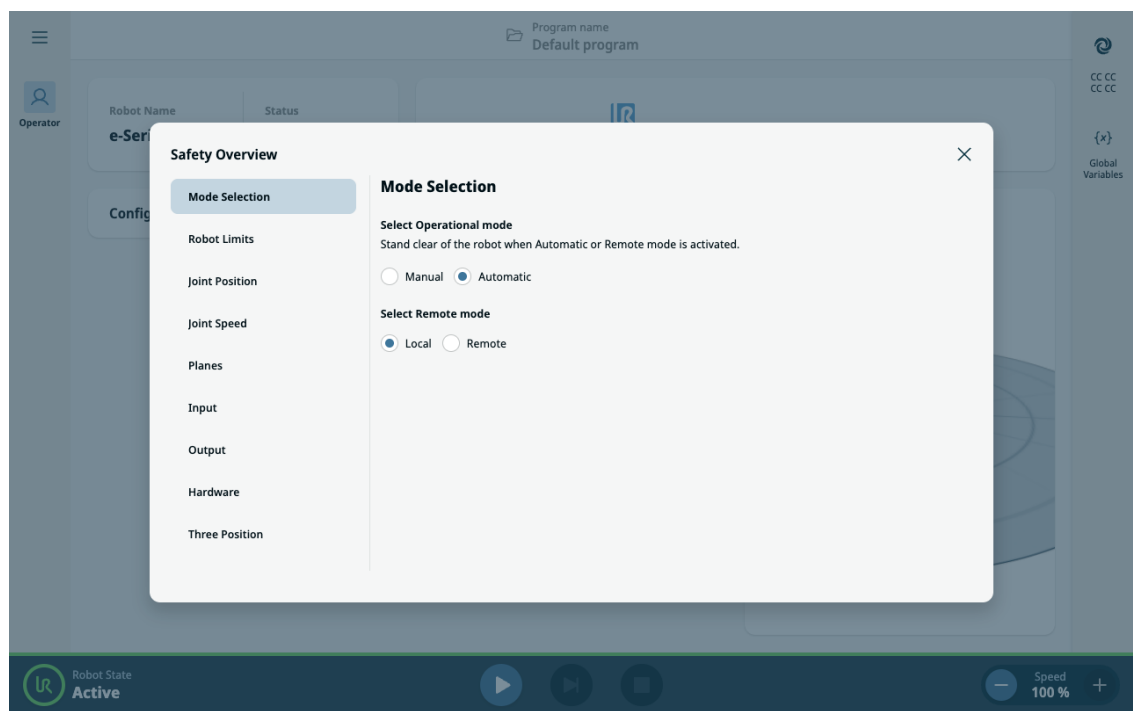 Program name
Default program
Operator
Robot Name
Status
e-Seri
Config
CC CC
CC CC
{x}
Global
Variables
Safety Overview
Mode Selection
Robot Limits
Joint Position
Joint Speed
Planes
Input
Output
Hardware
Three Position
Mode Selection
Select Operational mode
Stand clear of the robot when Automatic or Remote mode is activated.
Manual Automatic
Select Remote mode
Local Remote
Robot State
Active
Speed
100 %